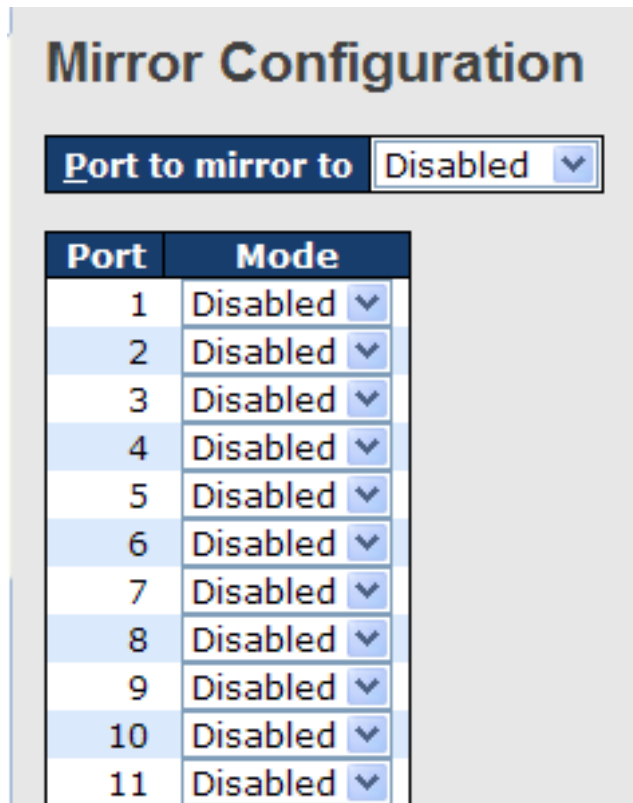 Mirror Configuration
Port to mirror to Disabled
Port Mode
1 Disabled
2 Disabled
3 Disabled
4 Disabled
5 Disabled
6 Disabled
7 Disabled
8 Disabled
9 Disabled
10 Disabled
11 Disabled